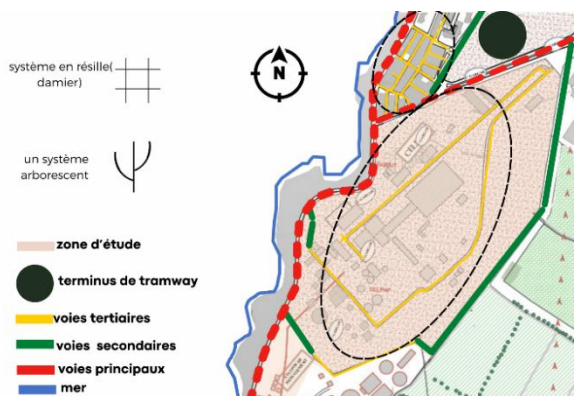 système en résille(
damier)
N
un système
arborescent
zone d'étude
terminus de tramway
voies tertiaires
voies secondaires
voies principaux
mer